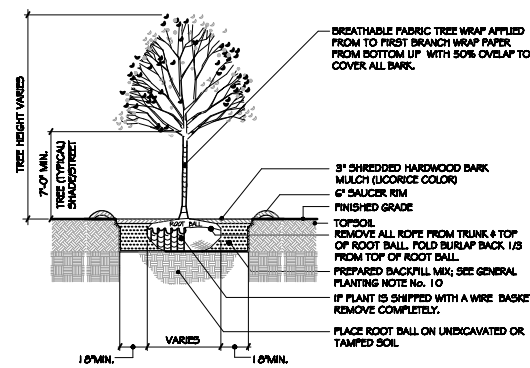 BREATHABLE FABRIC TREE WRAP APPLIED
FROM TO FIRST BRANCH WRAP PAPER
FROM BOTTOM UP WITH 50% OVELAP TO
COVER ALL BARK.
TREE HEIGHT VARIES
7'-0" MIN.
TREE (TYPICAL)
SHADE/STREET
3" SHREDDED HARDWOOD BARK
MULCH (LICORICE COLOR)
6" SAUCER RIM
FINISHED GRADE
TOPSOIL
ROOT BALL
REMOVE ALL ROPE FROM TRUNK & TOP
OF ROOT BALL. FOLD BURLAP BACK 1/3
FROM TOP OF ROOT BALL.
PREPARED BACKFILL MIX; SEE GENERAL
PLANTING NOTE No. 10
IF PLANT IS SHIPPED WITH A WIRE BASKET
REMOVE COMPLETELY.
PLACE ROOT BALL ON UNEXCAVATED OR
TAMPED SOIL
VARIES
18"MIN.
18"MIN.